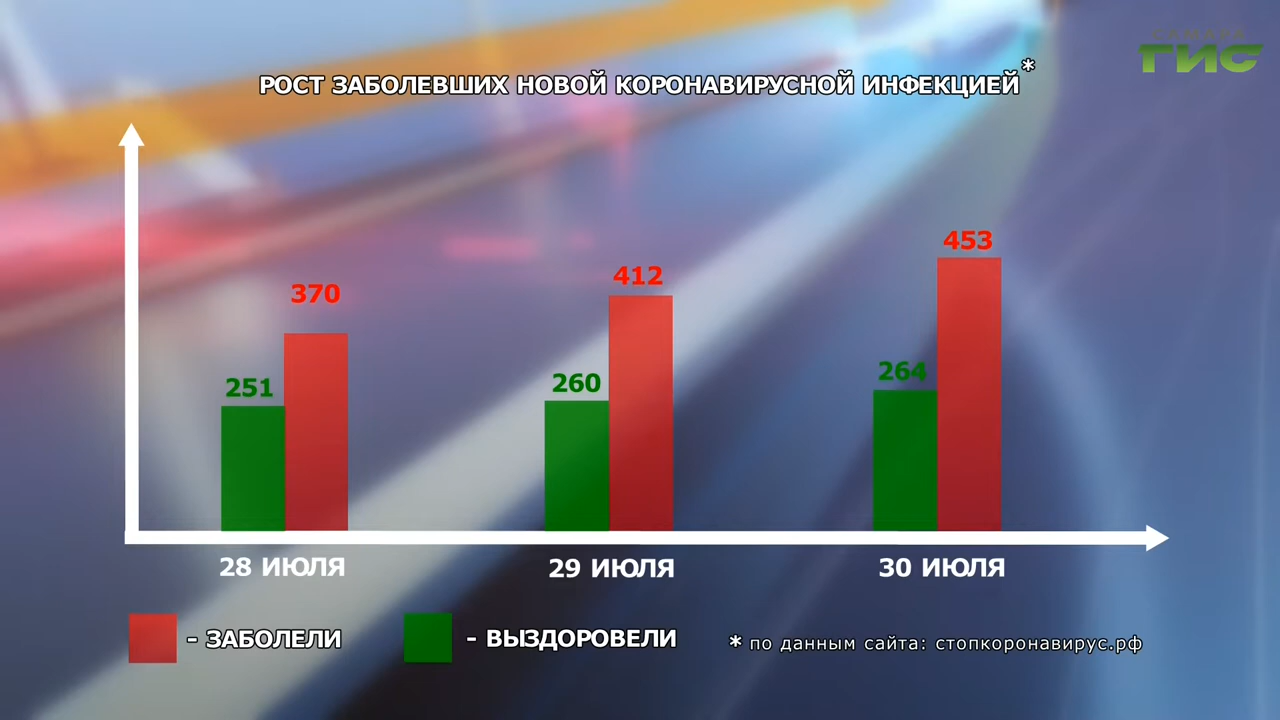 САМАРА
ГИС
РОСТ ЗАБОЛЕВШИХ НОВОЙ КОРОНАВИРУСНОЙ ИНФЕКЦИЕЙ*
251
370
260
412
264
453
28 ИЮЛЯ
29 ИЮЛЯ
30 ИЮЛЯ
- ЗАБОЛЕЛИ
- ВЫЗДОРОВЕЛИ
* по данным сайта: стопкоронавирус.рф